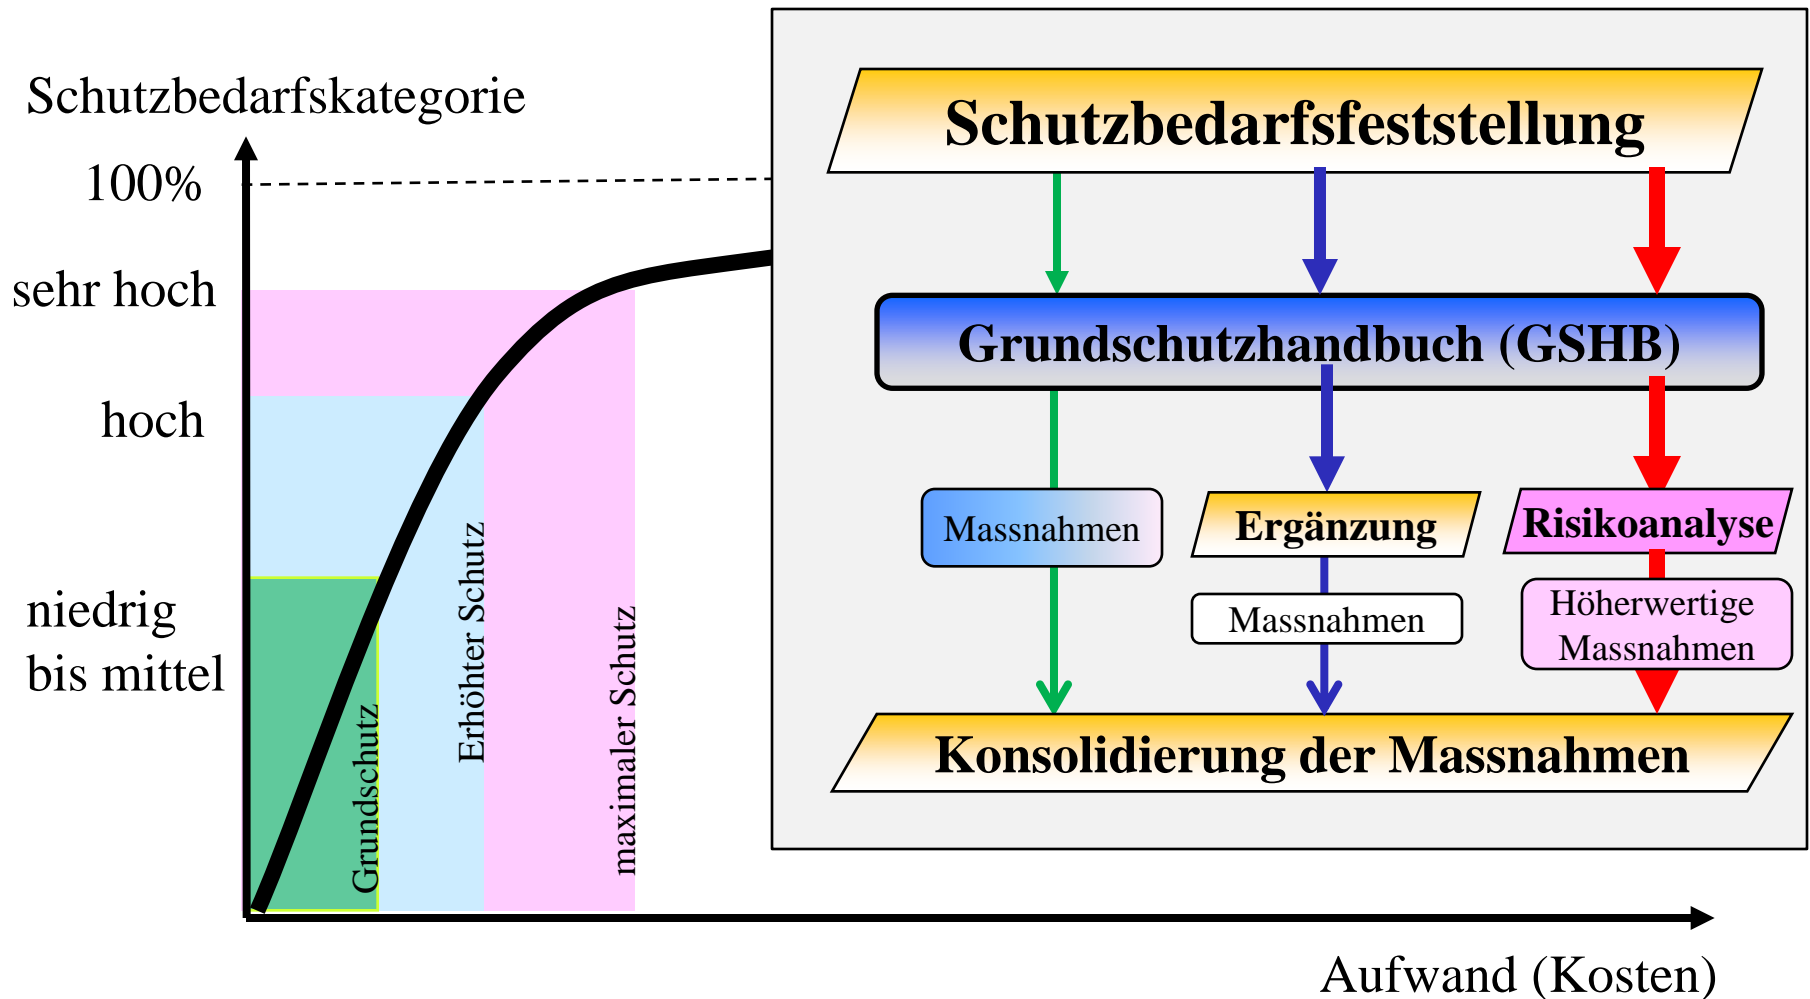 Schutzbedarfskategorie
100%
sehr hoch
hoch
niedrig
bis mittel
Grundschutz
Erhöhter Schutz
maximaler Schutz
Aufwand (Kosten)
Schutzbedarfsfeststellung
Grundschutzhandbuch (GSHB)
Massnahmen
Ergänzung
Massnahmen
Risikoanalyse
Höherwertige
Massnahmen
Konsolidierung der Massnahmen